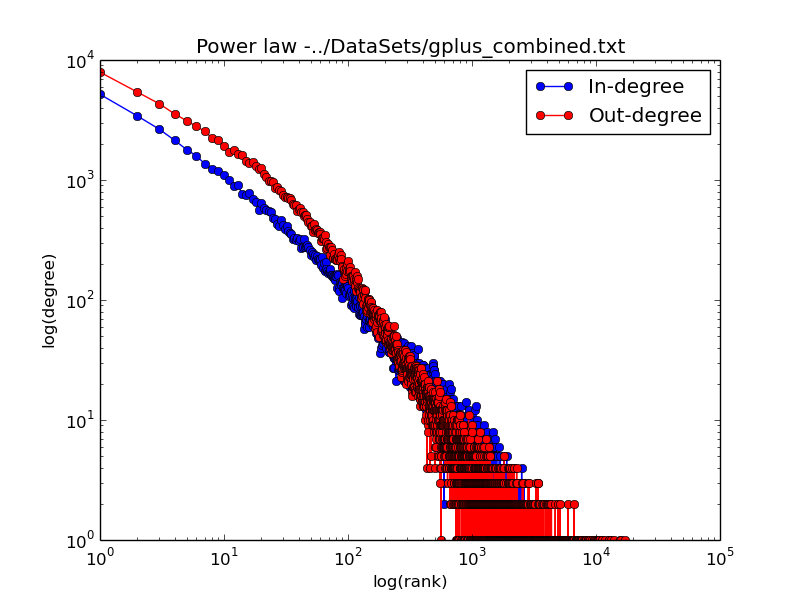 Power law -../DataSets/gplus_combined.txt
In-degree
Out-degree
log(degree)
10^4
10^3
10^2
10^1
10^0
10^0 10^1 10^2 10^3 10^4 10^5
log(rank)